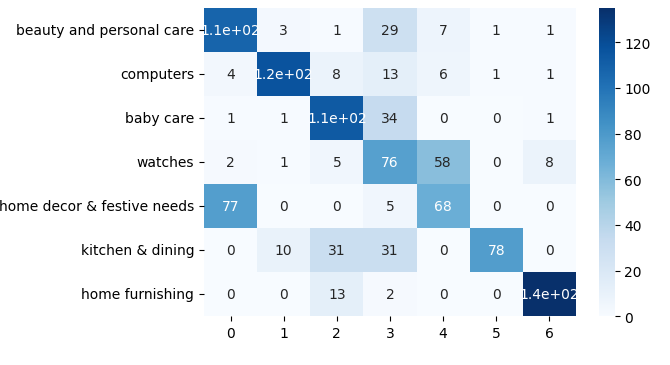 beauty and personal care 1.1e+02 3 1 29 7 1 1
computers 4 1.2e+02 8 13 6 1 1
baby care 1 1 1.1e+02 34 0 0 1
watches 2 1 5 76 58 0 8
home decor & festive needs 77 0 0 5 68 0 0
kitchen & dining 0 10 31 31 0 78 0
home furnishing 0 0 13 2 0 0 1.4e+02
0 1 2 3 4 5 6
120
100
80
60
40
20
0